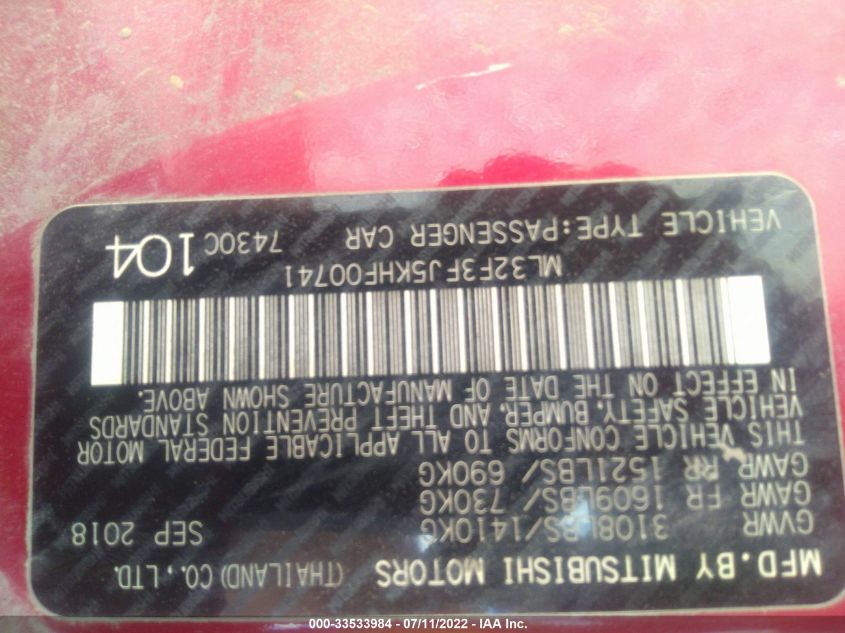 MFD.BY MITSUBISHI MOTORS (THAILAND) CO., LTD.
GVWR 3108LBS/1410KG SEP 2018
GAWR FR 1609LBS/ 730KG
GAWR RR 1521LBS/ 690KG
THIS VEHICLE CONFORMS TO ALL APPLICABLE FEDERAL MOTOR
VEHICLE SAFETY, BUMPER, AND THEFT PREVENTION STANDARDS
IN EFFECT ON THE DATE OF MANUFACTURE SHOWN ABOVE.
ML32F3FJ5KHF00741
VEHICLE TYPE:PASSENGER CAR 7430C 104
000-33533984 / 07/11/2022 - IAA Inc.